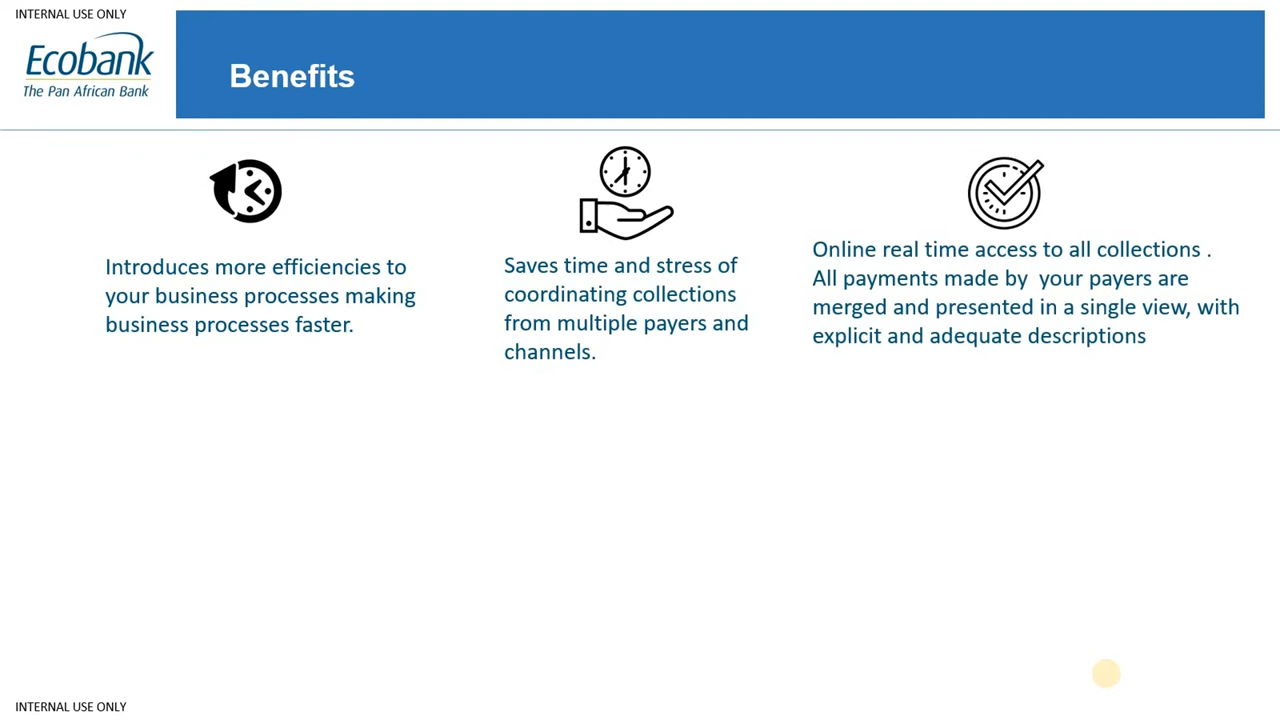 INTERNAL USE ONLY
Ecobank
The Pan African Bank
Benefits
Introduces more efficiencies to
your business processes making
business processes faster.
Saves time and stress of
coordinating collections
from multiple payers and
channels.
Online real time access to all collections .
All payments made by  your payers are
merged and presented in a single view, with
explicit and adequate descriptions
INTERNAL USE ONLY